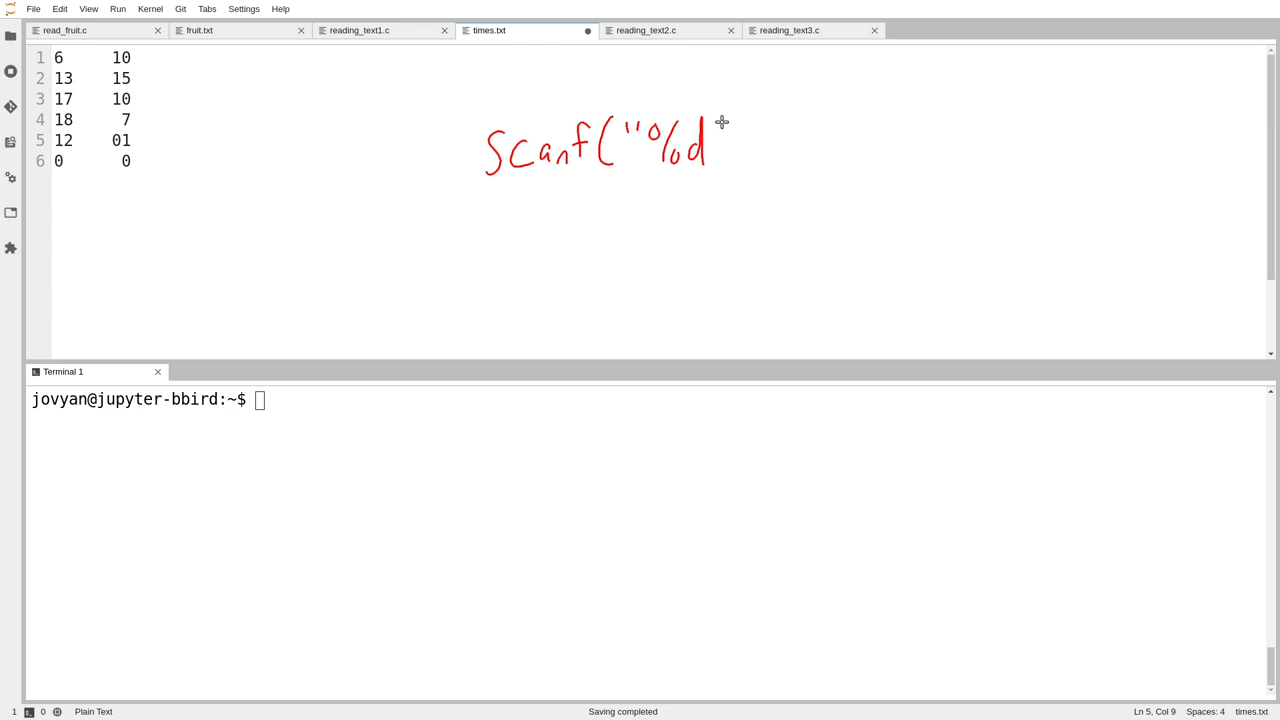 File Edit View Run Kernel Git Tabs Settings Help
read_fruit.c fruit.txt reading_text1.c times.txt reading_text2.c reading_text3.c
1 6 10
2 13 15
3 17 10
4 18 7
5 12 01
6 0 0
Scanf("%d
Terminal 1
jovyan@jupyter-bbird:~$
1 0 Plain Text Saving completed Ln 5, Col 9 Spaces: 4 times.txt